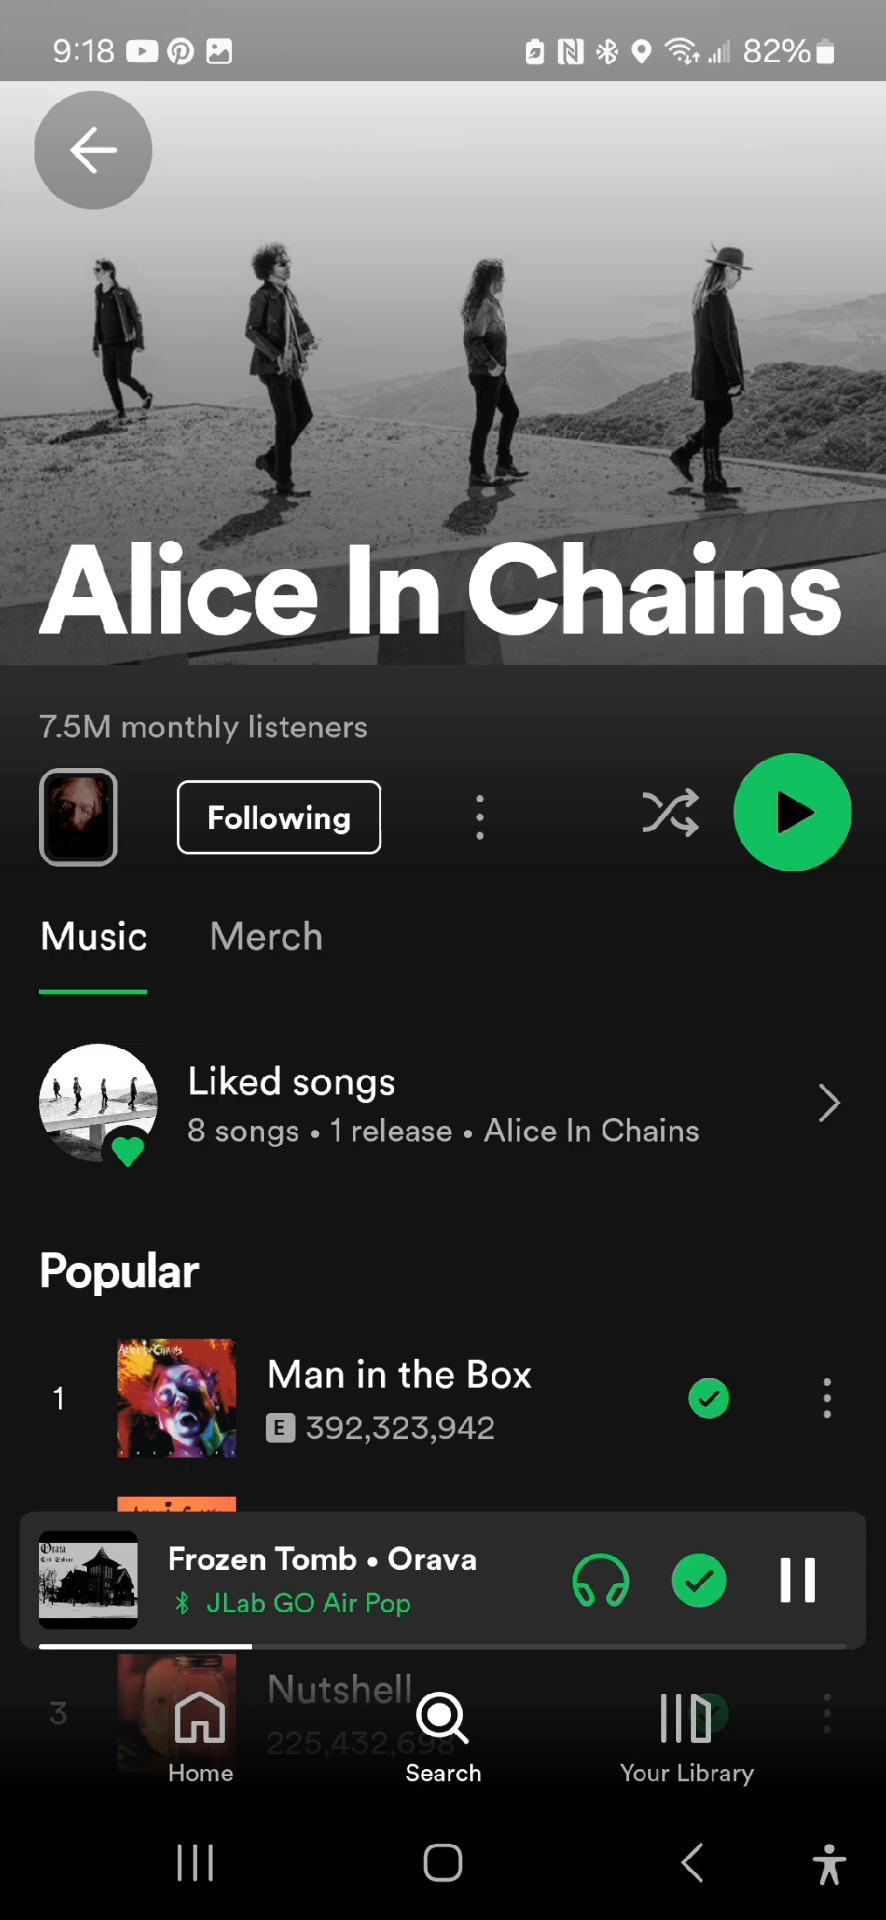 9:18
82%
Alice In Chains
7.5M monthly listeners
Following
Music Merch
Liked songs
8 songs • 1 release • Alice In Chains
Popular
1
Man in the Box
E 392,323,942
Frozen Tomb • Orava
JLab GO Air Pop
3
Nutshell
225,432,698
Home Search Your Library